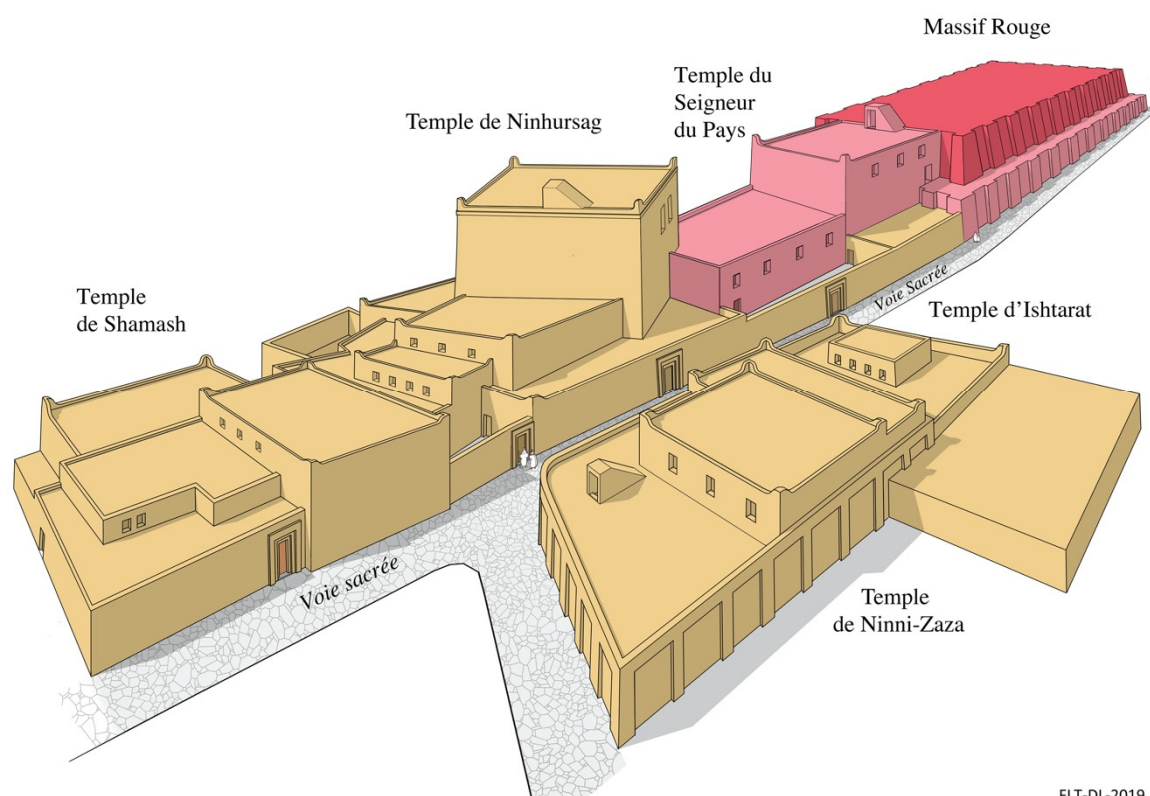 Massif Rouge
Temple du
Seigneur
du Pays
Temple de Ninhursag
Temple
de Shamash
Voie Sacrée
Temple d’Ishtarat
Voie sacrée
Temple
de Ninni-Zaza
ELT-DL-2019